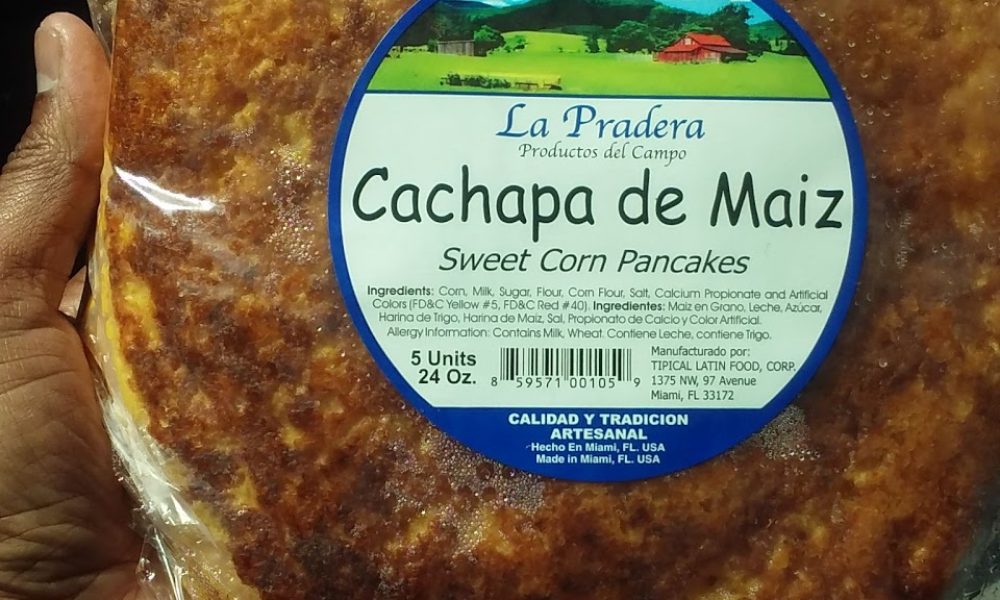 La Pradera
Productos del Campo
Cachapa de Maiz
Sweet Corn Pancakes
Ingredients: Corn, Milk, Sugar, Flour, Corn Flour, Salt, Calcium Propionate and Artificial
Colors (FD&C Yellow #5, FD&C Red #40). Ingredientes: Maiz en Grano, Leche, Azúcar,
Harina de Trigo, Harina de Maiz, Sal, Propionato de Calcio y Color Artificial.
Allergy Information: Contains Milk, Wheat. Contiene Leche, contiene Trigo.
5 Units
24 Oz.
8 59571 00105 9
Manufacturado por:
TIPICAL LATIN FOOD, CORP.
1375 NW, 97 Avenue
Miami, FL 33172
CALIDAD Y TRADICION
ARTESANAL
Hecho En Miami, FL. USA
Made in Miami, FL. USA